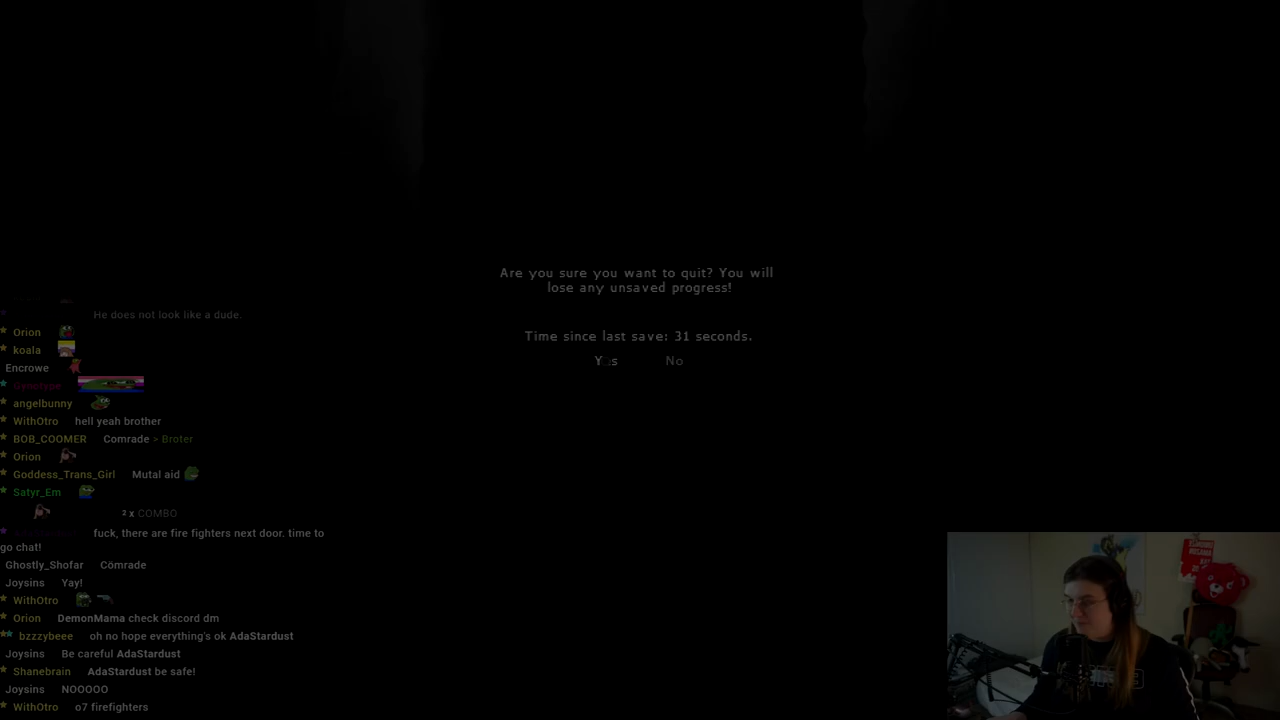 Are you sure you want to quit? You will
lose any unsaved progress!
Time since last save: 31 seconds.
Yes No
He does not look like a dude.
Orion
koala
Encrowe
Gynotype
angelbunny
WithOtro hell yeah brother
BOB_COOMER Comrade > Broter
Orion
Goddess_Trans_Girl Mutal aid
Satyr_Em
2 x COMBO
fuck, there are fire fighters next door. time to
go chat!
Ghostly_Shofar Cömrade
Joysins Yay!
WithOtro
Orion DemonMama check discord dm
bzzzybeee oh no hope everything's ok AdaStardust
Joysins Be careful AdaStardust
Shanebrain AdaStardust be safe!
Joysins NOOOOO
WithOtro o7 firefighters